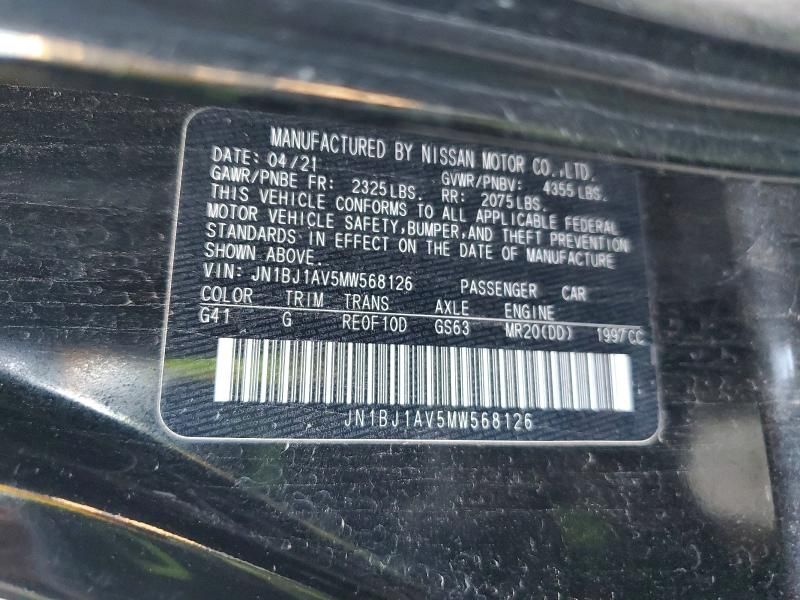 MANUFACTURED BY NISSAN MOTOR CO.,LTD.
DATE: 04/21 GVWR/PNBV: 4355 LBS.
GAWR/PNBE FR: 2325 LBS. RR: 2075 LBS.
THIS VEHICLE CONFORMS TO ALL APPLICABLE FEDERAL
MOTOR VEHICLE SAFETY, BUMPER, AND THEFT PREVENTION
STANDARDS IN EFFECT ON THE DATE OF MANUFACTURE
SHOWN ABOVE.
VIN: JN1BJ1AV5MW568126 PASSENGER CAR
COLOR TRIM TRANS AXLE ENGINE
G41 G RE0F10D GS63 MR20(DD) 1997CC
JN1BJ1AV5MW568126